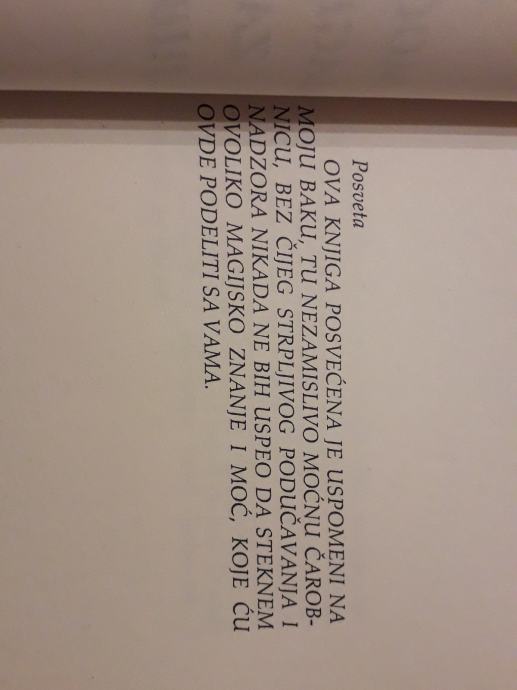 Posveta
OVA KNJIGA POSVEĆENA JE USPOMENI NA
MOJU BAKU, TU NEZAMISLIVO MOĆNU ČAROB-
NICU, BEZ ČIJEG STRPLJIVOG PODUČAVANJA I
NADZORA NIKADA NE BIH USPEO DA STEKNEM
OVOLIKO MAGIJSKO ZNANJE I MOĆ, KOJE ĆU
OVDE PODELITI SA VAMA.